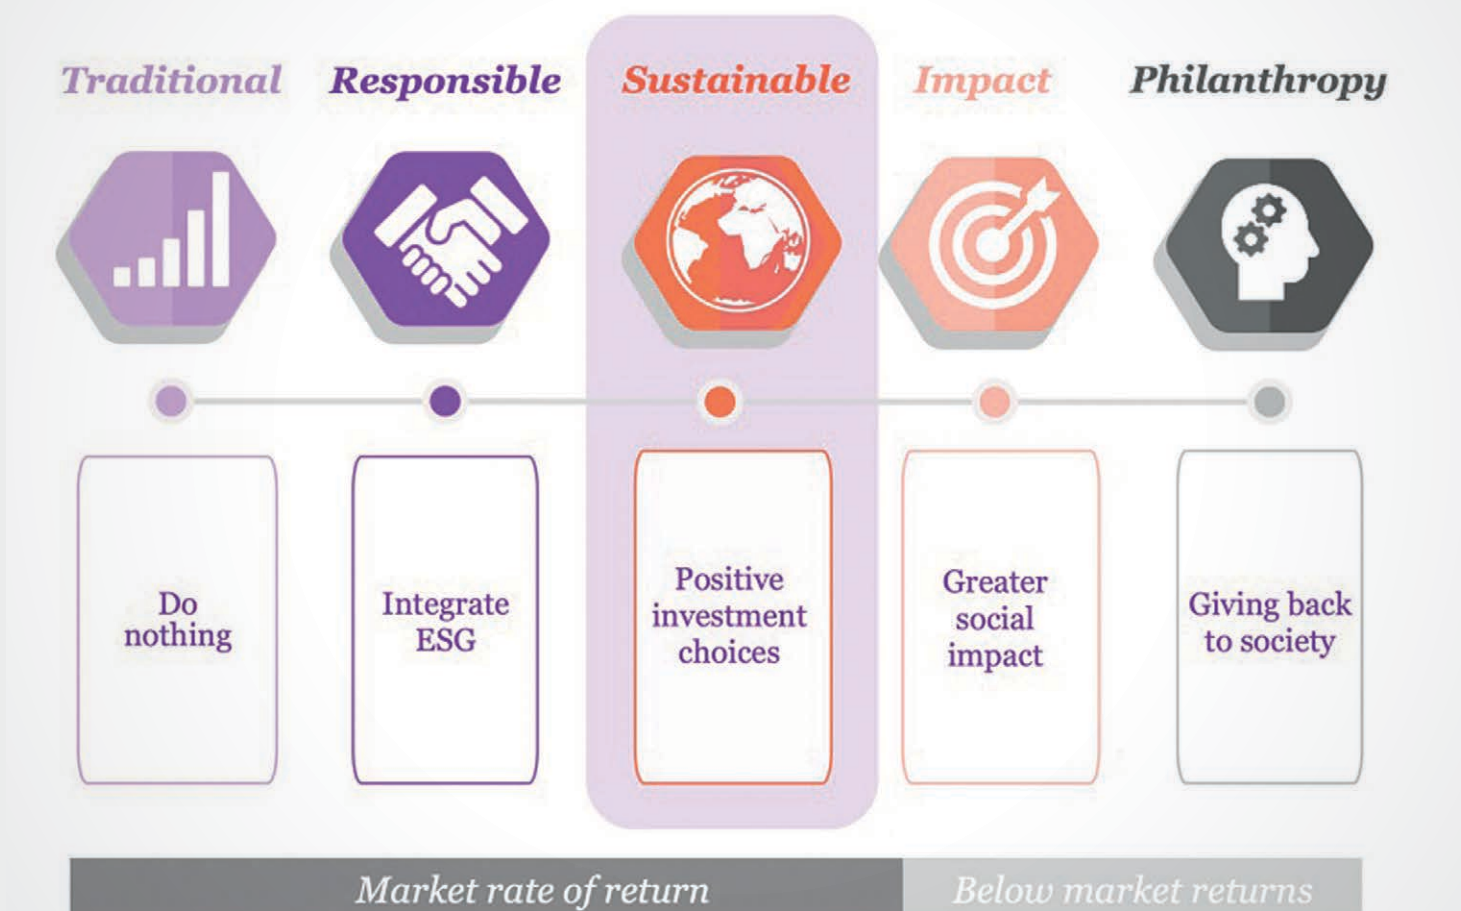 Traditional
Responsible
Sustainable
Impact
Philanthropy
Do
nothing
Integrate
ESG
Positive
investment
choices
Greater
social
impact
Giving back
to society
Market rate of return
Below market returns